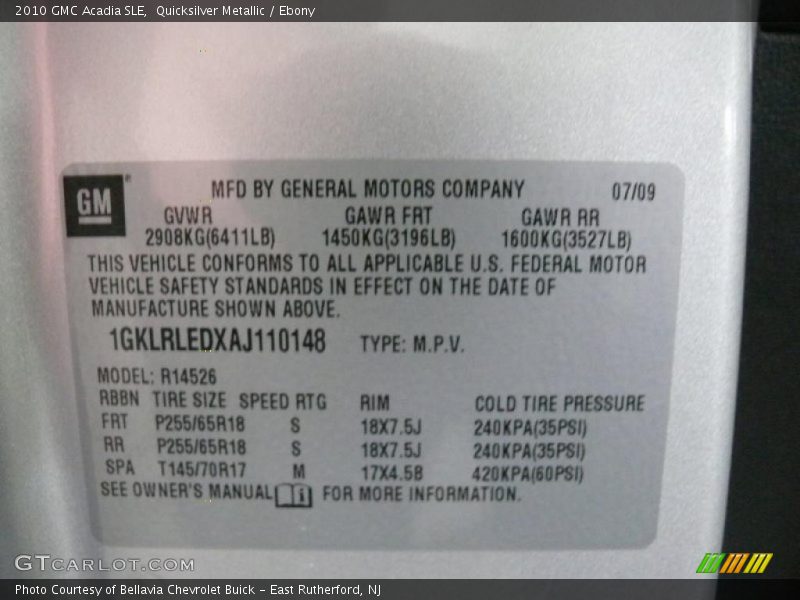 2010 GMC Acadia SLE,  Quicksilver Metallic / Ebony
GM® MFD BY GENERAL MOTORS COMPANY 07/09
GVWR GAWR FRT GAWR RR
2908KG(6411LB) 1450KG(3196LB) 1600KG(3527LB)
THIS VEHICLE CONFORMS TO ALL APPLICABLE U.S. FEDERAL MOTOR
VEHICLE SAFETY STANDARDS IN EFFECT ON THE DATE OF
MANUFACTURE SHOWN ABOVE.
1GKLRLEDXAJ110148 TYPE: M.P.V.
MODEL: R14526
RBBN TIRE SIZE SPEED RTG RIM COLD TIRE PRESSURE
FRT P255/65R18 S 18X7.5J 240KPA(35PSI)
RR P255/65R18 S 18X7.5J 240KPA(35PSI)
SPA T145/70R17 M 17X4.5B 420KPA(60PSI)
SEE OWNER'S MANUAL i FOR MORE INFORMATION.
GTCARLOT.COM
Photo Courtesy of Bellavia Chevrolet Buick – East Rutherford, NJ